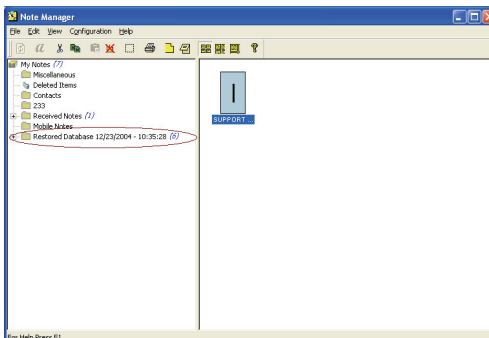 Note Manager
File Edit View Configuration Help
My Notes (7)
Miscellaneous
Deleted Items
Contacts
233
Received Notes (1)
Mobile Notes
Restored Database 12/23/2004 - 10:35:28 (6)
SUPPORT ...
For Help Press F1